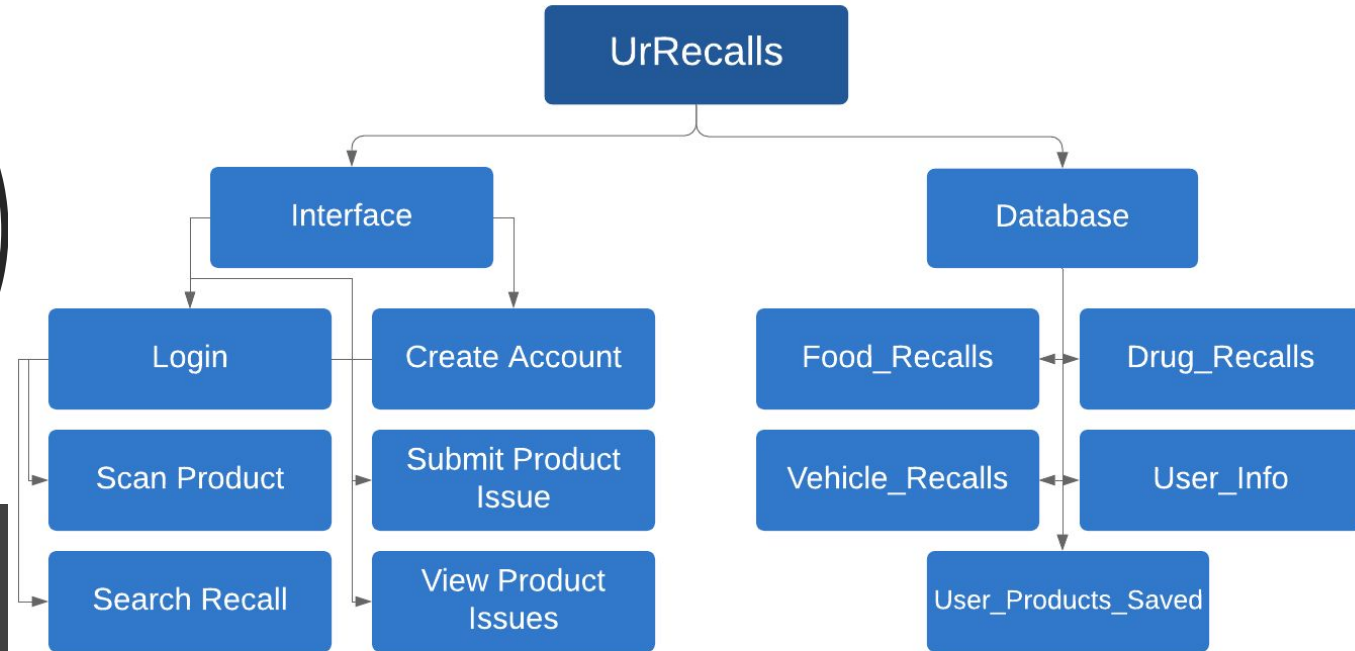 UrRecalls
Interface
Database
Login
Create Account
Food_Recalls
Drug_Recalls
Scan Product
Submit Product
Issue
Vehicle_Recalls
User_Info
Search Recall
View Product
Issues
User_Products_Saved